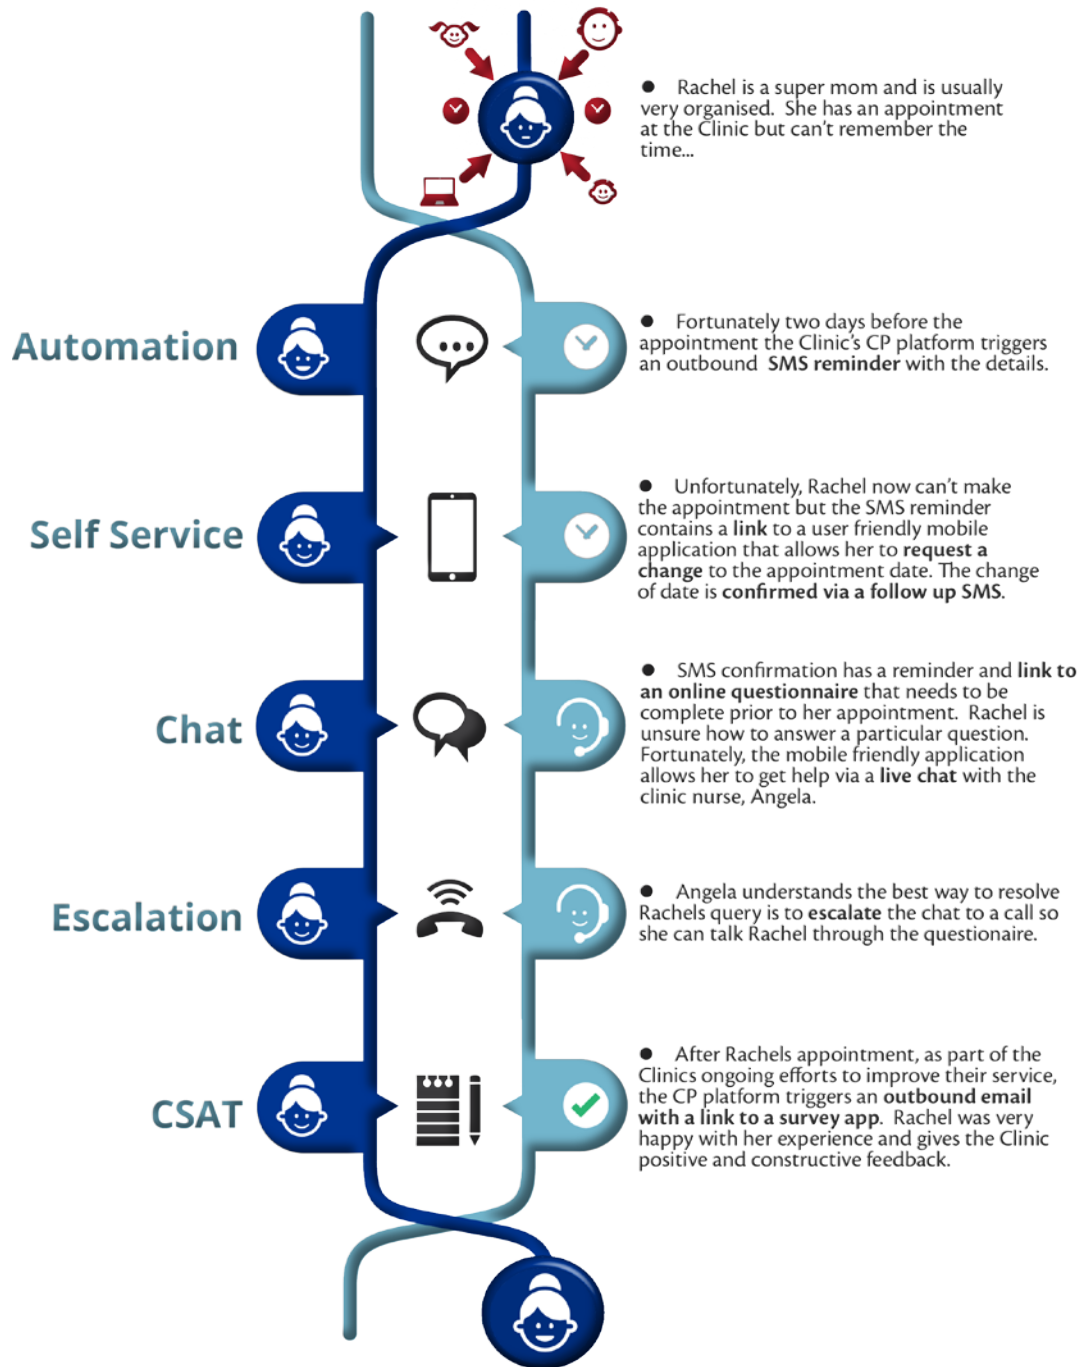 ● Rachel is a super mom and is usually
very organised. She has an appointment
at the Clinic but can't remember the
time...
Automation
● Fortunately two days before the
appointment the Clinic's CP platform triggers
an outbound SMS reminder with the details.
Self Service
● Unfortunately, Rachel now can't make
the appointment but the SMS reminder
contains a link to a user friendly mobile
application that allows her to request a
change to the appointment date. The change
of date is confirmed via a follow up SMS.
Chat
● SMS confirmation has a reminder and link to
an online questionnaire that needs to be
complete prior to her appointment. Rachel is
unsure how to answer a particular question.
Fortunately, the mobile friendly application
allows her to get help via a live chat with the
clinic nurse, Angela.
Escalation
● Angela understands the best way to resolve
Rachels query is to escalate the chat to a call so
she can talk Rachel through the questionaire.
CSAT
● After Rachels appointment, as part of the
Clinics ongoing efforts to improve their service,
the CP platform triggers an outbound email
with a link to a survey app. Rachel was very
happy with her experience and gives the Clinic
positive and constructive feedback.